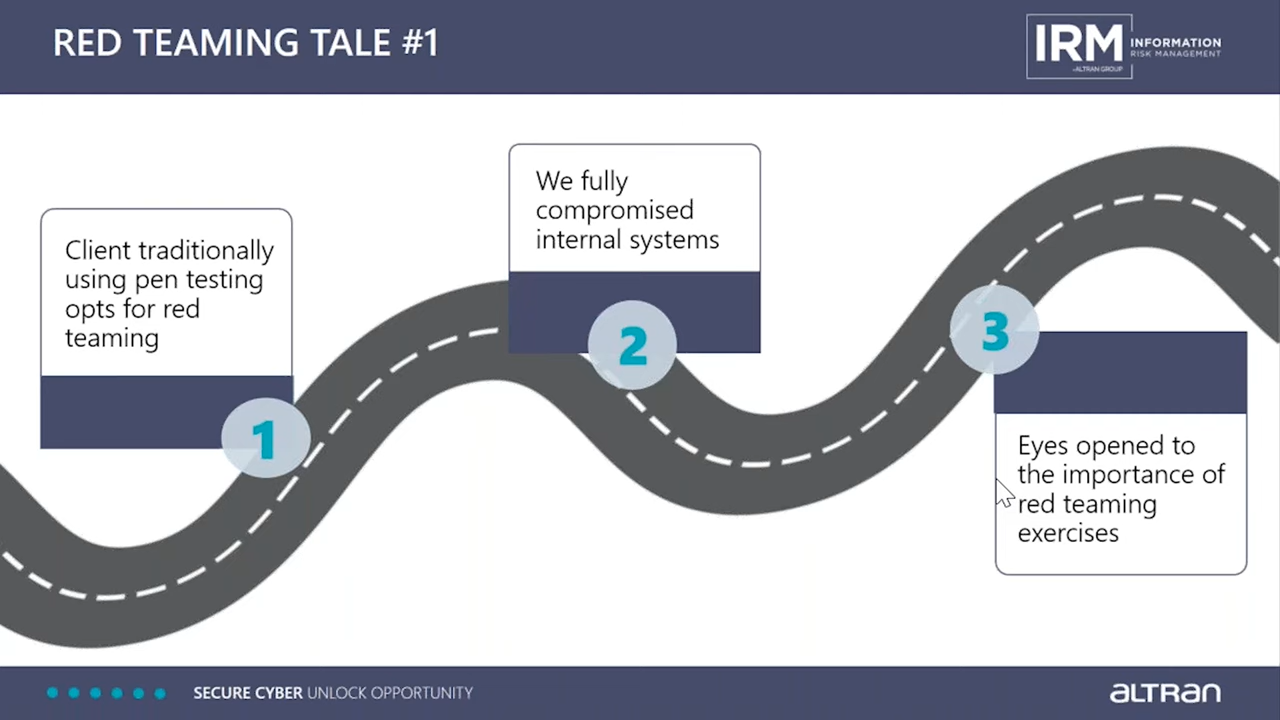 RED TEAMING TALE #1
IRM INFORMATION
RISK MANAGEMENT
ALTRAN GROUP
Client traditionally
using pen testing
opts for red
teaming
1
We fully
compromised
internal systems
2
3
Eyes opened to
the importance of
red teaming
exercises
SECURE CYBER UNLOCK OPPORTUNITY
ALTRAN